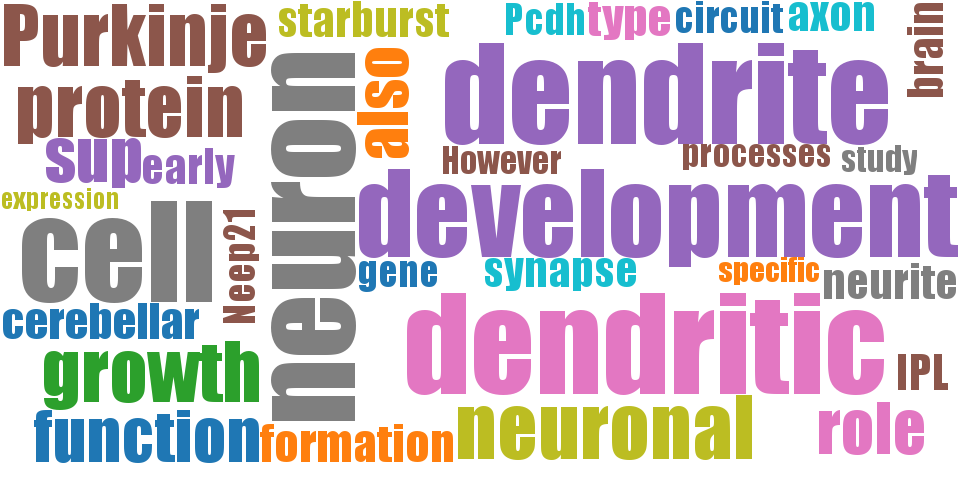 Purkinje
starburst
Pcdh
type
circuit
axon
brain
protein
neuron
also
dendrite
sup
early
However
processes
study
expression
cell
Neep21
development
gene
synapse
specific
neurite
cerebellar
dendritic
growth
IPL
function
formation
neuronal
role